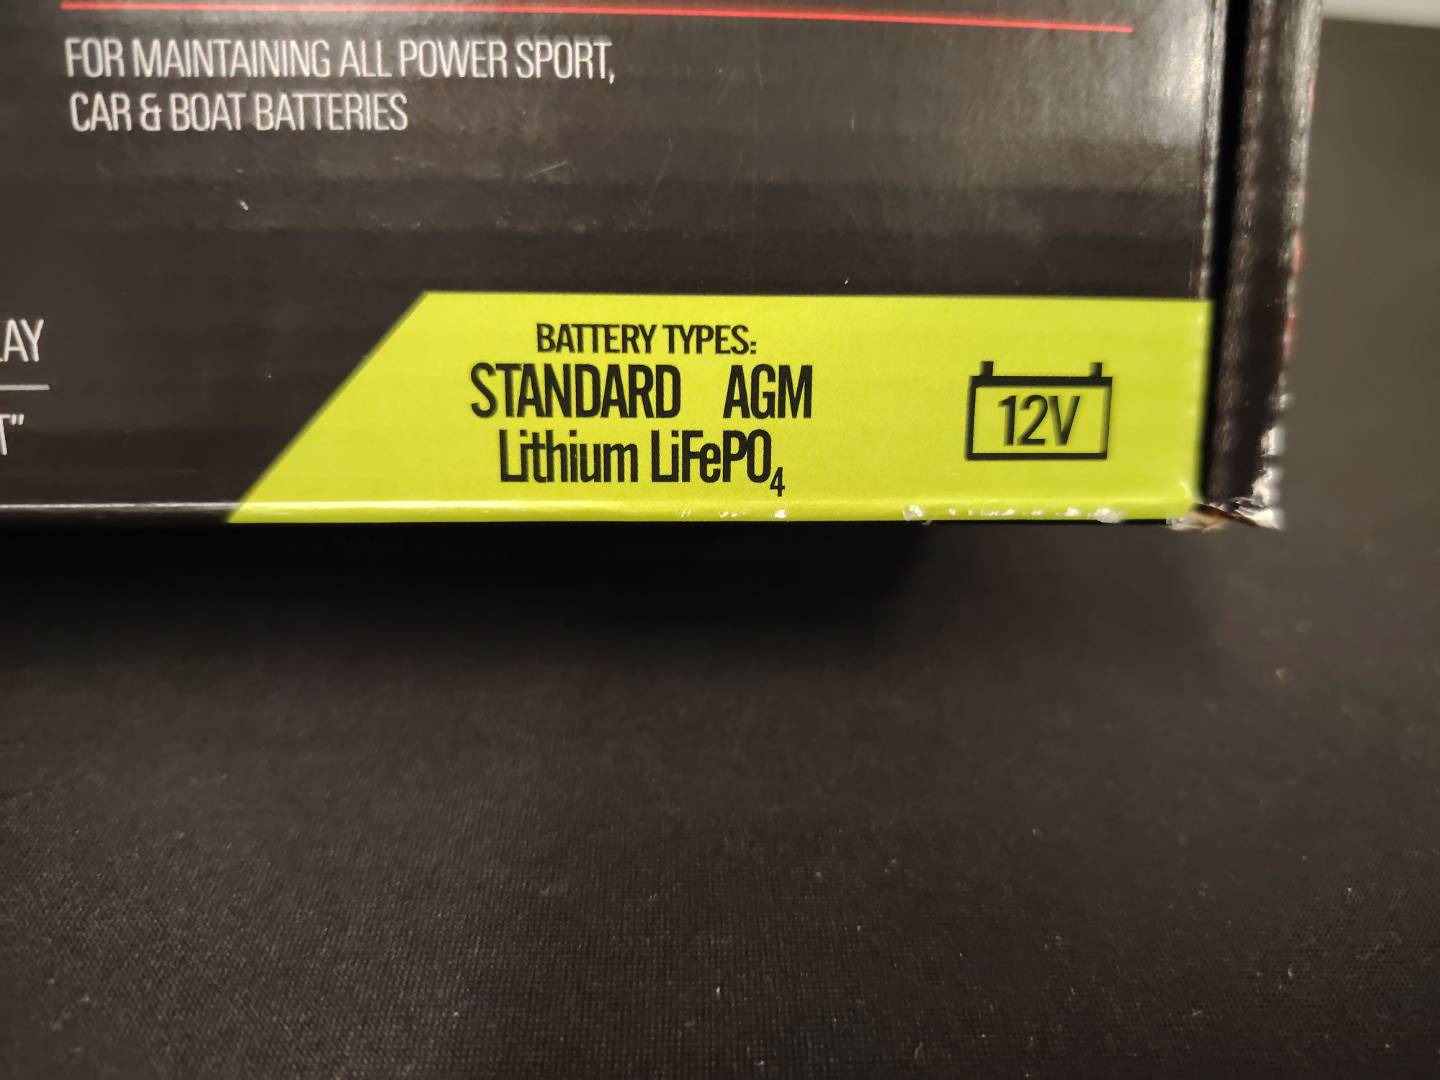 FOR MAINTAINING ALL POWER SPORT,
CAR & BOAT BATTERIES
BATTERY TYPES:
STANDARD AGM
Lithium LiFePO₄
12V